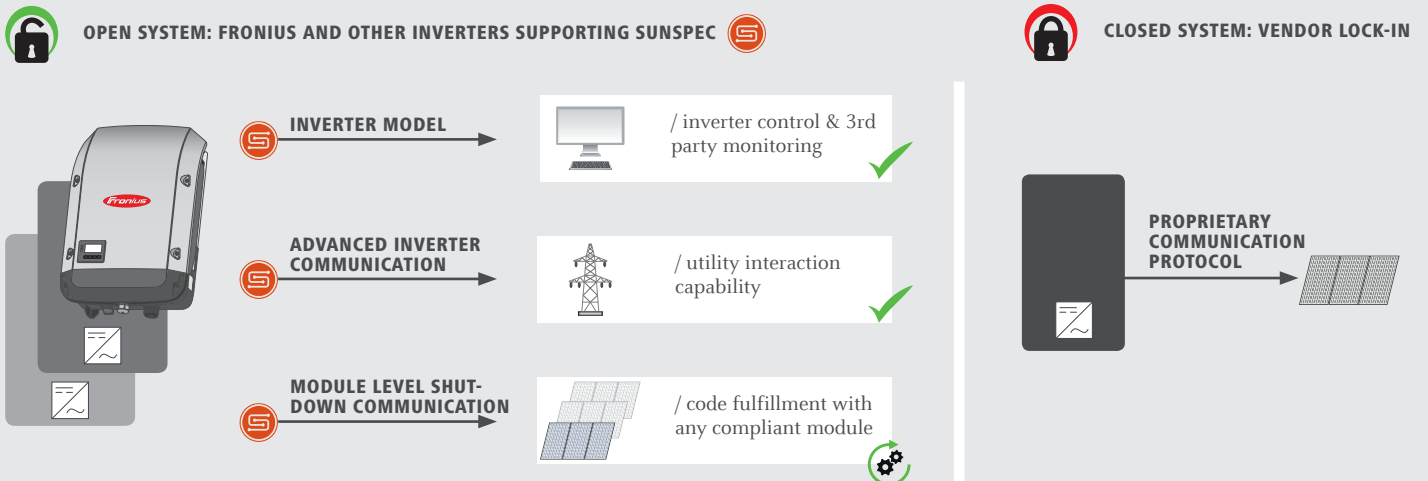 OPEN SYSTEM: FRONIUS AND OTHER INVERTERS SUPPORTING SUNSPEC
INVERTER MODEL
/ inverter control & 3rd
party monitoring
Fronius
ADVANCED INVERTER
COMMUNICATION
/ utility interaction
capability
MODULE LEVEL SHUT-
DOWN COMMUNICATION
/ code fulfillment with
any compliant module
CLOSED SYSTEM: VENDOR LOCK-IN
PROPRIETARY
COMMUNICATION
PROTOCOL